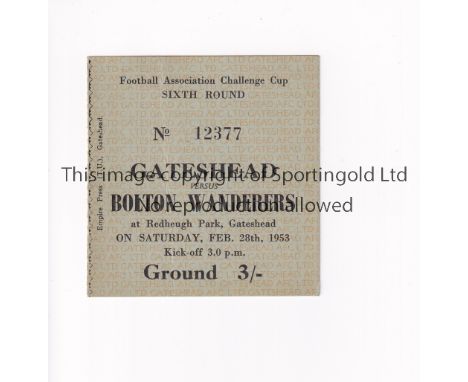 Football Association Challenge Cup
SIXTH ROUND
Nº 12377
GATESHEAD
This image copyright of Sportingold Ltd
VERSUS
BOLTON WANDERERS
No reproduction allowed
at Redheugh Park, Gateshead
ON SATURDAY, FEB. 28th, 1953
Kick-off 3.0 p.m.
Ground 3/-
Empire Press (T.U.), Gateshead.